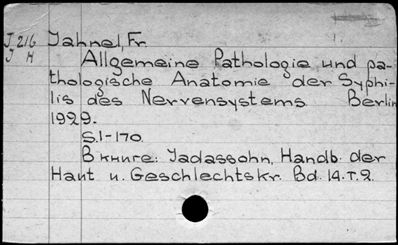 J 216 Jahnel, Fr.
J H
Allgemeine Pathologie und pa-
thologische Anatomie der Syphi-
lis des Nervensystems Berlin
1929.
S.1-170.
В книге: Jadassohn, Handb. der
Haut u. Geschlechtskr. Bd. 14.T.2.